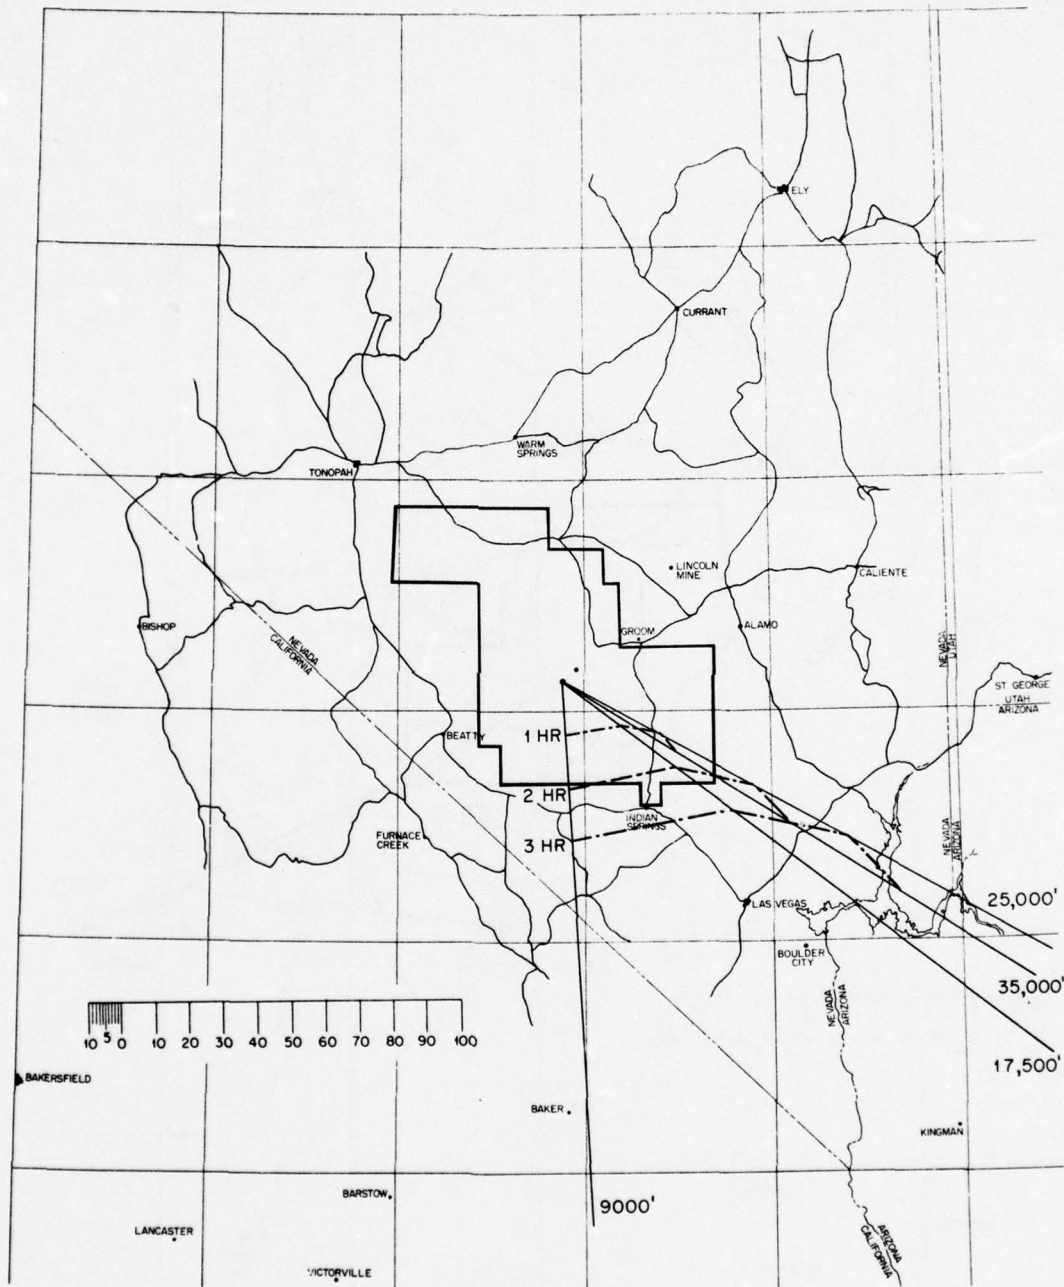 ELY
CURRANT
WARM
SPRINGS
TONOPAH
LINCOLN
MINE
CALIENTE
BISHOP
NEVADA
CALIFORNIA
GROOM
ALAMO
NEVADA
UTAH
ST GEORGE
UTAH
ARIZONA
BEATTY
1 HR
2 HR
INDIAN
SPRINGS
FURNACE
CREEK
3 HR
NEVADA
ARIZONA
LAS VEGAS
25,000'
BOULDER
CITY
35,000'
NEVADA
ARIZONA
10 5 0 10 20 30 40 50 60 70 80 90 100
17,500'
BAKERSFIELD
BAKER
KINGMAN
BARSTOW
9000'
LANCASTER
ARIZONA
CALIFORNIA
VICTORVILLE